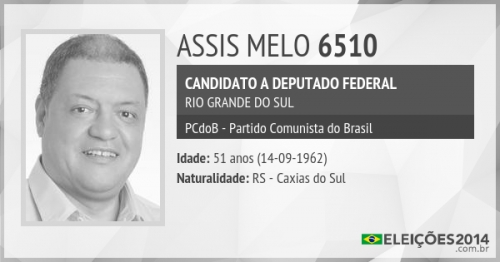 ASSIS MELO 6510
CANDIDATO A DEPUTADO FEDERAL
RIO GRANDE DO SUL
PCdoB - Partido Comunista do Brasil
Idade: 51 anos (14-09-1962)
Naturalidade: RS - Caxias do Sul
ELEIÇÕES2014
.com.br